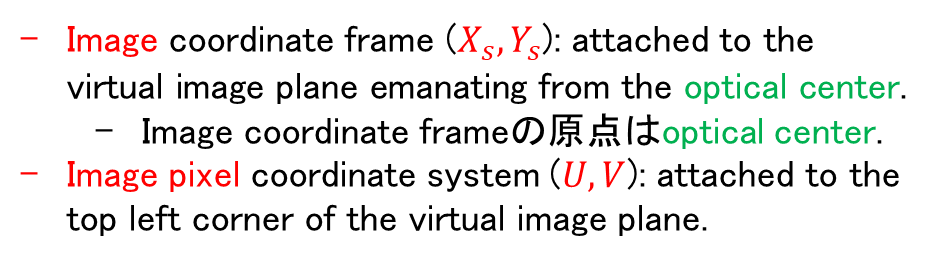 - Image coordinate frame (Xₛ, Yₛ): attached to the
virtual image plane emanating from the optical center.
- Image coordinate frameの原点はoptical center.
- Image pixel coordinate system (U, V): attached to the
top left corner of the virtual image plane.